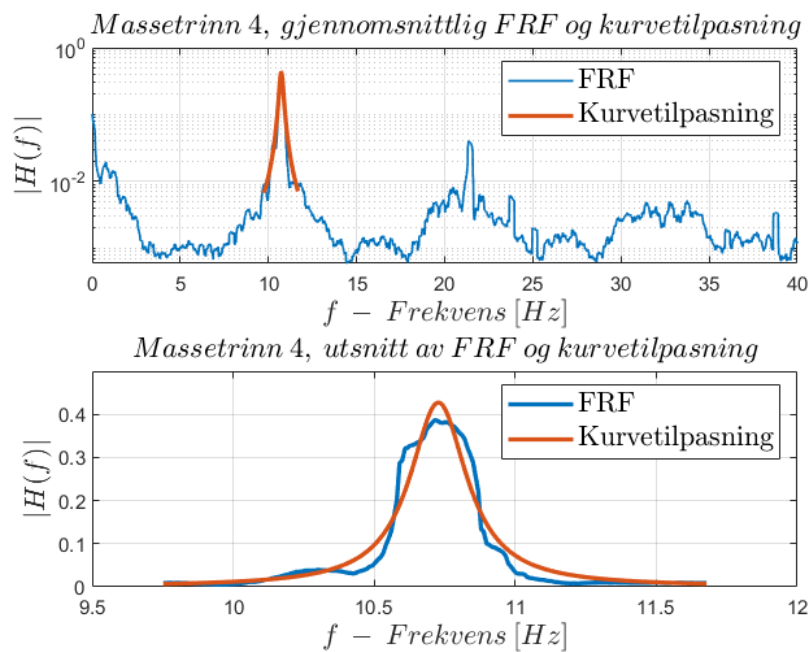 Massetrinn 4, gjennomsnittlig FRF og kurvetilpasning
10^0
10^-2
|H(f)|
FRF
Kurvetilpasning
0 5 10 15 20 25 30 35 40
f − Frekvens [Hz]
Massetrinn 4, utsnitt av FRF og kurvetilpasning
0.4
0.3
0.2
0.1
0
|H(f)|
FRF
Kurvetilpasning
9.5 10 10.5 11 11.5 12
f − Frekvens [Hz]